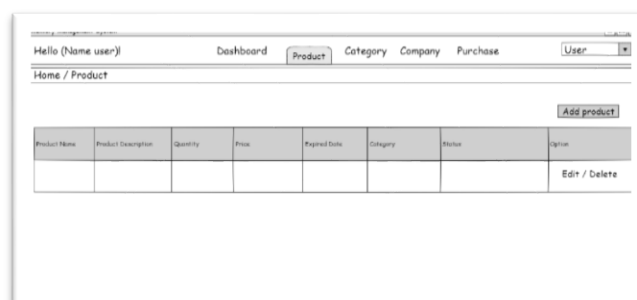 Hello (Name user)!
Dashboard
Product
Category
Company
Purchase
User
Home / Product
Add product
Product Name
Product Description
Quantity
Price
Expired Date
Category
Status
Option
Edit / Delete